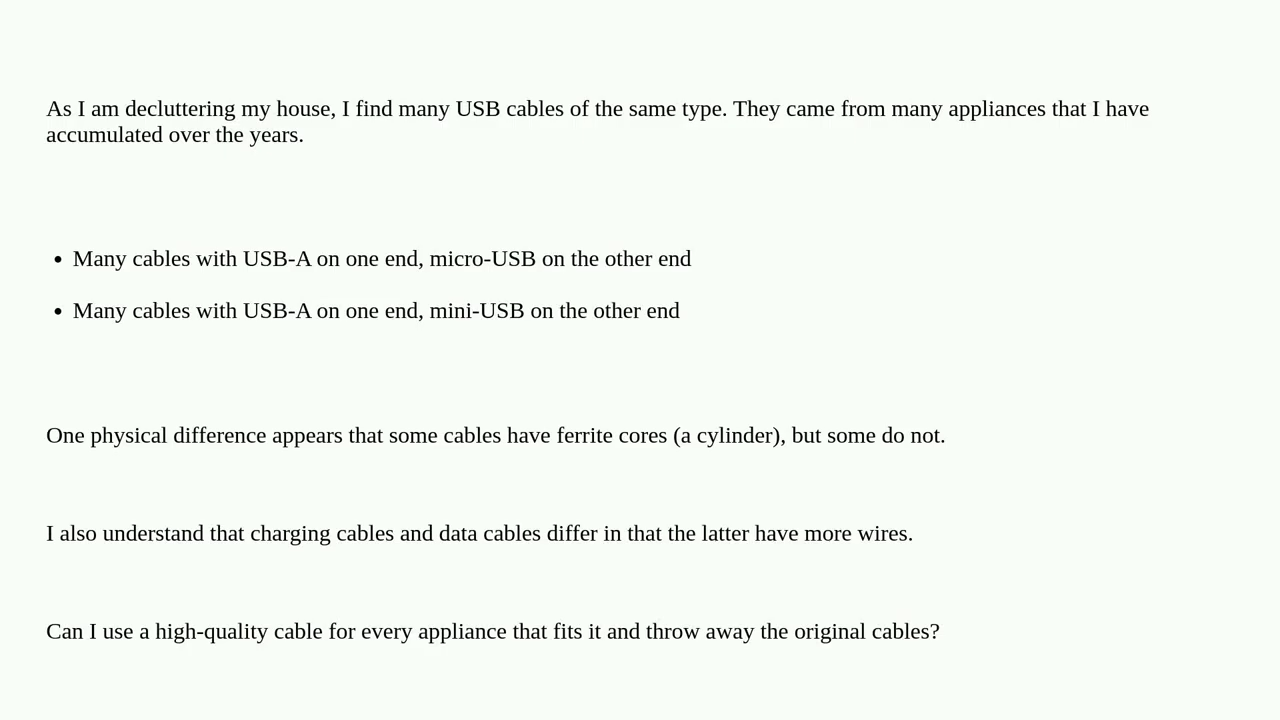 As I am decluttering my house, I find many USB cables of the same type. They came from many appliances that I have
accumulated over the years.
• Many cables with USB-A on one end, micro-USB on the other end
• Many cables with USB-A on one end, mini-USB on the other end
One physical difference appears that some cables have ferrite cores (a cylinder), but some do not.
I also understand that charging cables and data cables differ in that the latter have more wires.
Can I use a high-quality cable for every appliance that fits it and throw away the original cables?